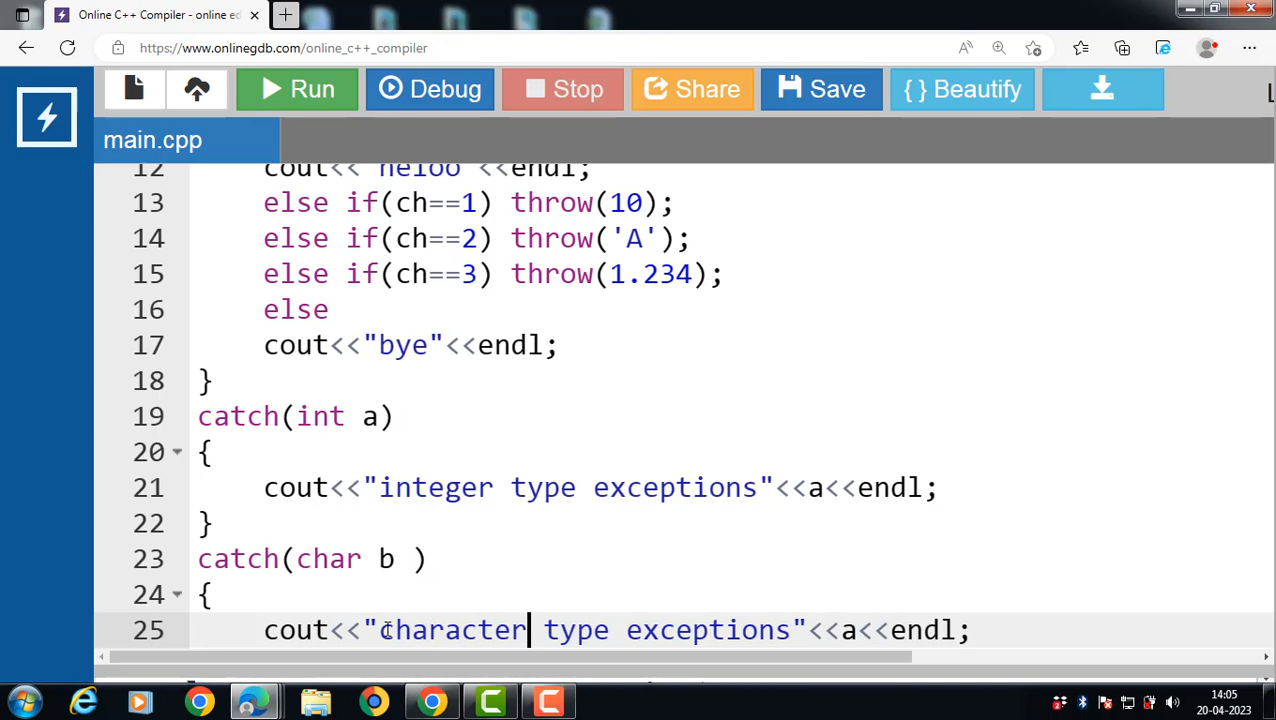 Online C++ Compiler - online ed
https://www.onlinegdb.com/online_c++_compiler
Run Debug Stop Share Save { } Beautify
main.cpp
12 cout<<"heloo"<<endl;
13 else if(ch==1) throw(10);
14 else if(ch==2) throw('A');
15 else if(ch==3) throw(1.234);
16 else
17 cout<<"bye"<<endl;
18 }
19 catch(int a)
20 {
21 cout<<"integer type exceptions"<<a<<endl;
22 }
23 catch(char b )
24 {
25 cout<<"character type exceptions"<<a<<endl;
14:05
20-04-2023